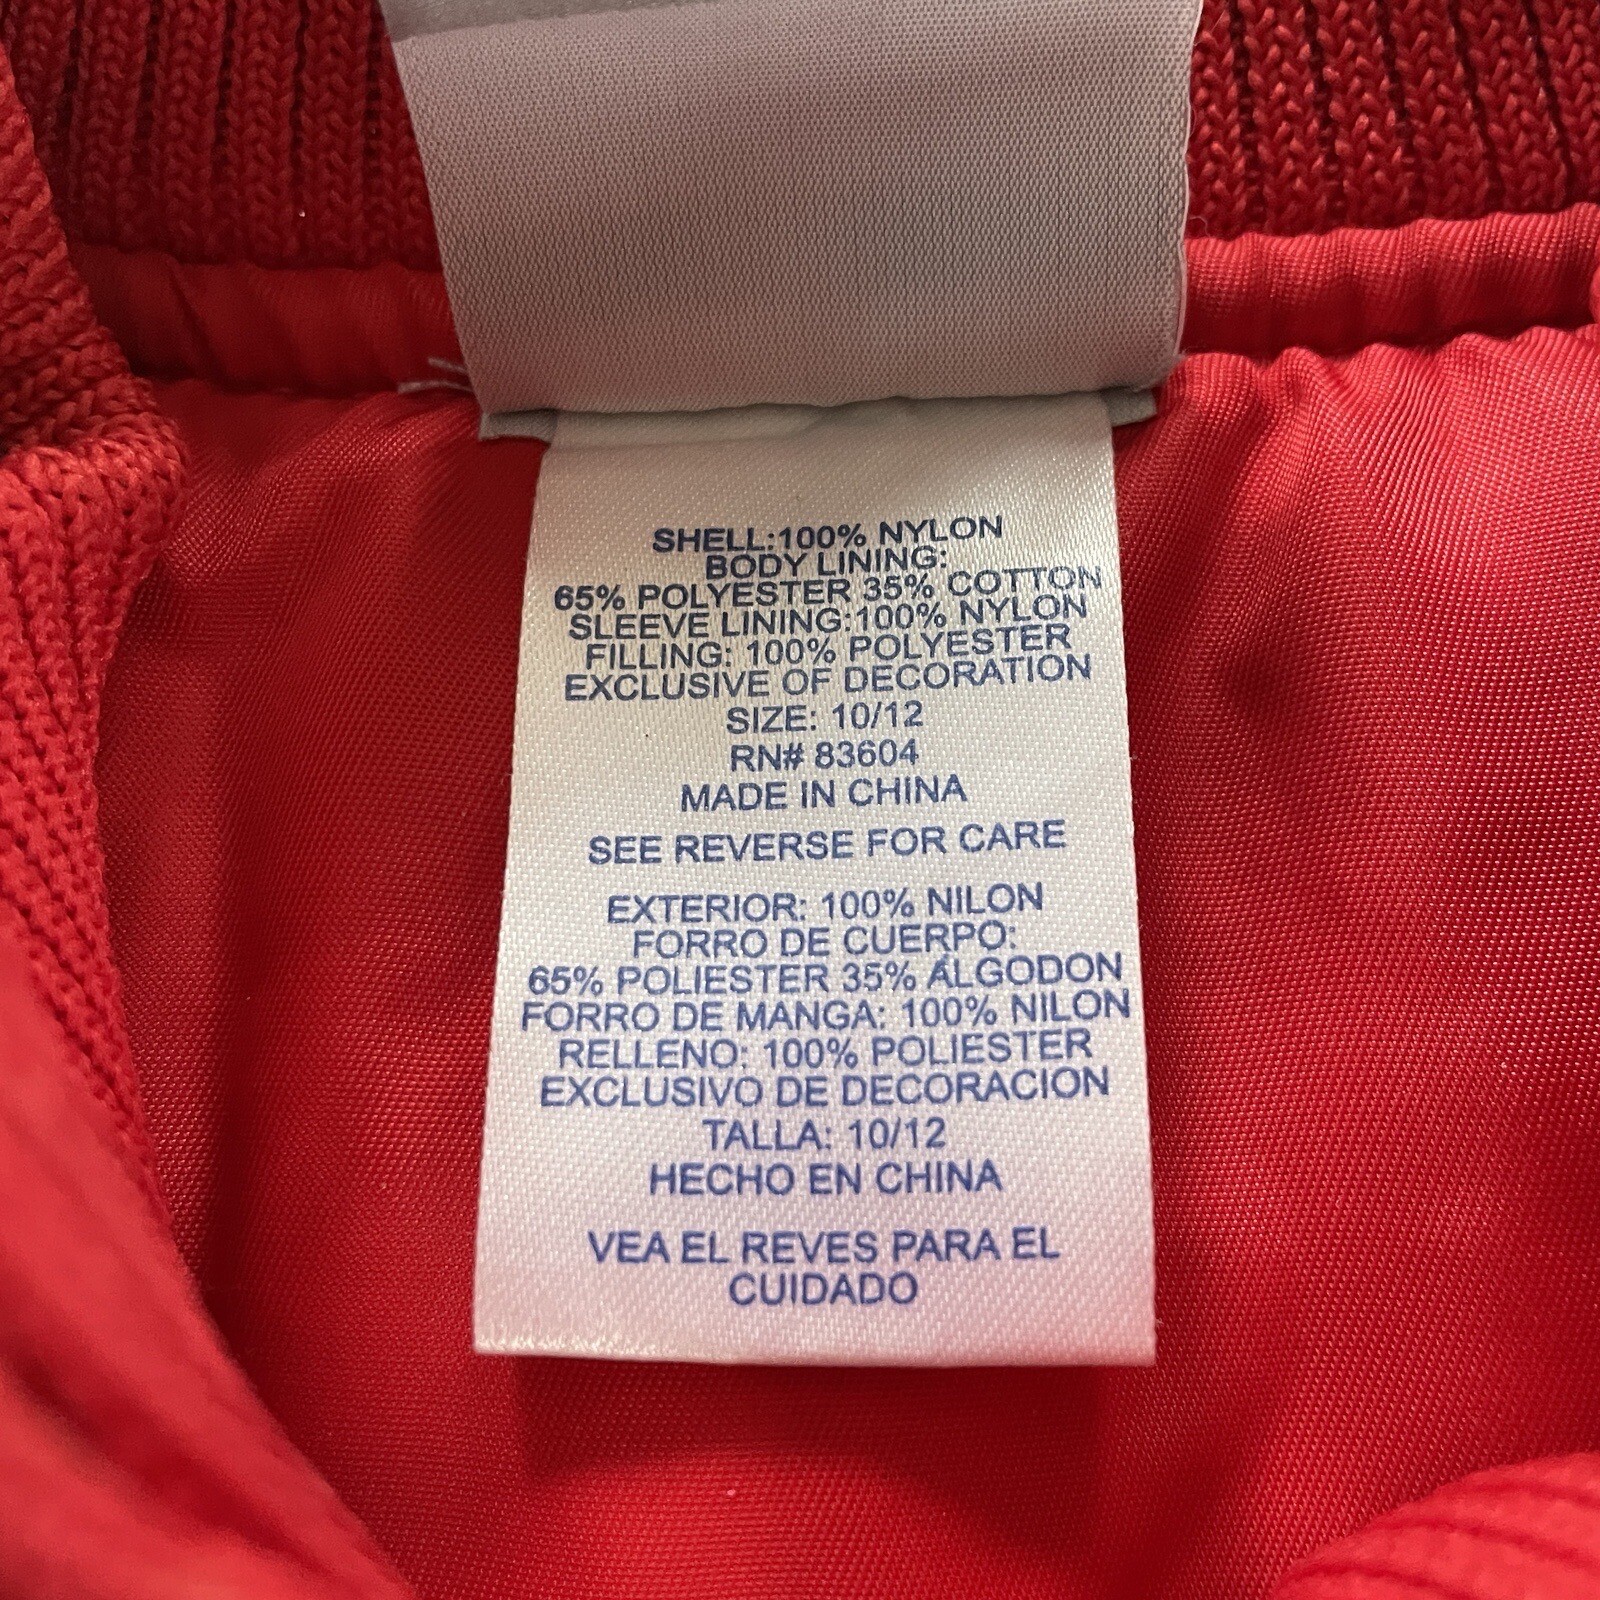 SHELL:100% NYLON
BODY LINING:
65% POLYESTER 35% COTTON
SLEEVE LINING:100% NYLON
FILLING: 100% POLYESTER
EXCLUSIVE OF DECORATION
SIZE: 10/12
RN# 83604
MADE IN CHINA
SEE REVERSE FOR CARE
EXTERIOR: 100% NILON
FORRO DE CUERPO:
65% POLIESTER 35% ALGODON
FORRO DE MANGA: 100% NILON
RELLENO: 100% POLIESTER
EXCLUSIVO DE DECORACION
TALLA: 10/12
HECHO EN CHINA
VEA EL REVES PARA EL
CUIDADO